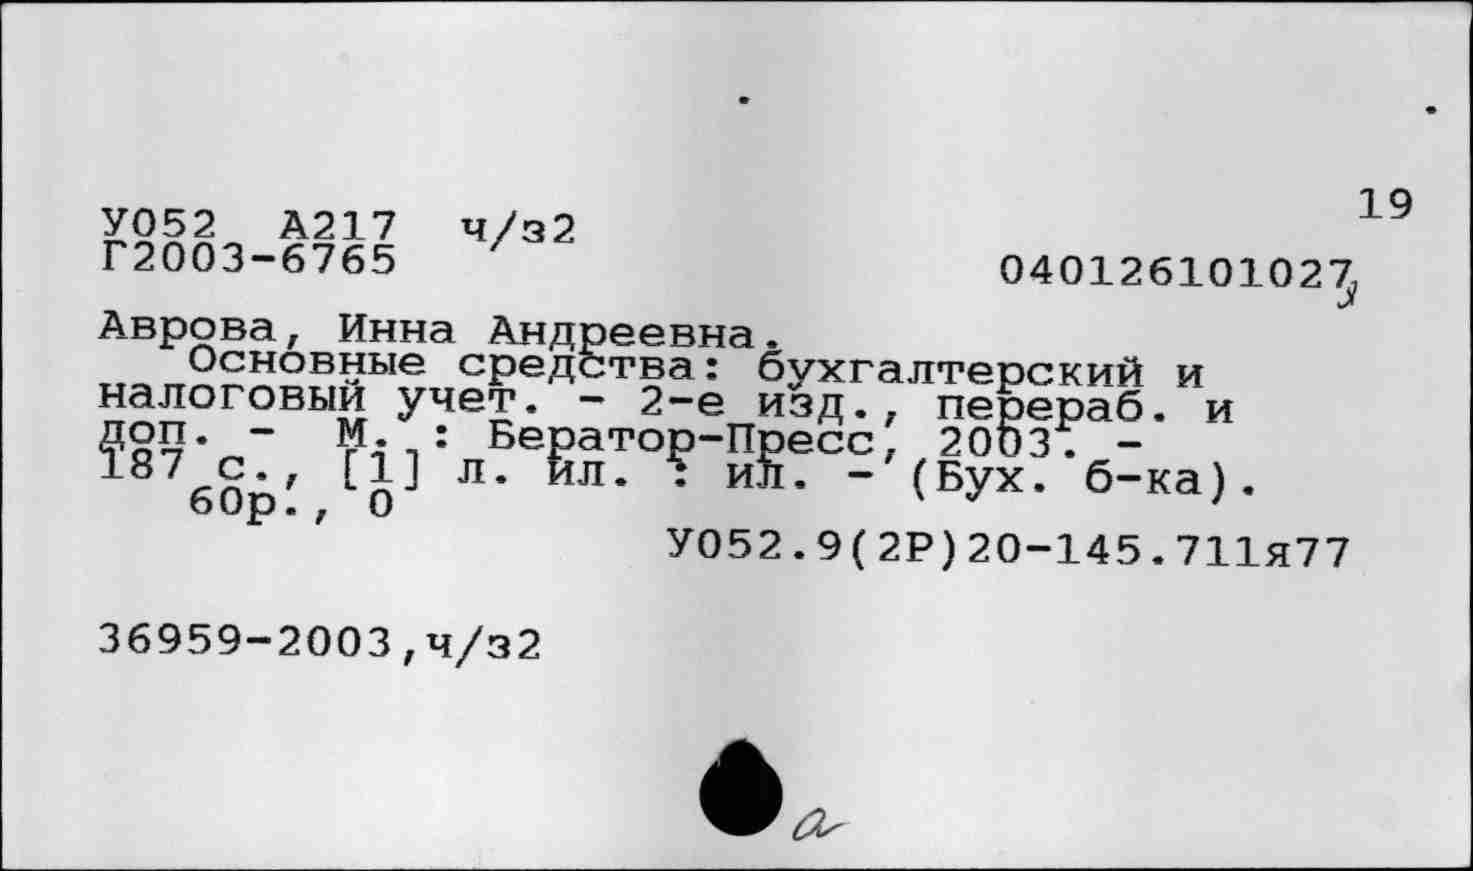 19
У052 А217 ч/з2
Г2003-6765
040126101027
Аврова, Инна Андреевна.
Основные средства: бухгалтерский и
налоговый учет. - 2-е изд., перераб. и
доп. - М. : Бератор-Пресс, 2003. -
187 с., [1] л. ил. : ил. - (Бух. б-ка).
60р., 0
У052.9(2Р)20-145.711я77
36959-2003,ч/з2